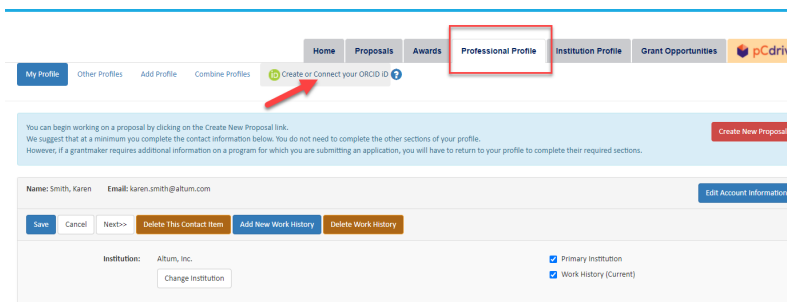 Home Proposals Awards Professional Profile Institution Profile Grant Opportunities pCdriv
My Profile Other Profiles Add Profile Combine Profiles iD Create or Connect your ORCID iD ?
You can begin working on a proposal by clicking on the Create New Proposal link.
We suggest that at a minimum you complete the contact information below. You do not need to complete the other sections of your profile.
However, if a grantmaker requires additional information on a program for which you are submitting an application, you will have to return to your profile to complete their required sections.
Create New Proposal
Name: Smith, Karen Email: karen.smith@altum.com
Edit Account Information
Save Cancel Next>> Delete This Contact Item Add New Work History Delete Work History
Institution: Altum, Inc. Primary Institution
Change Institution Work History (Current)